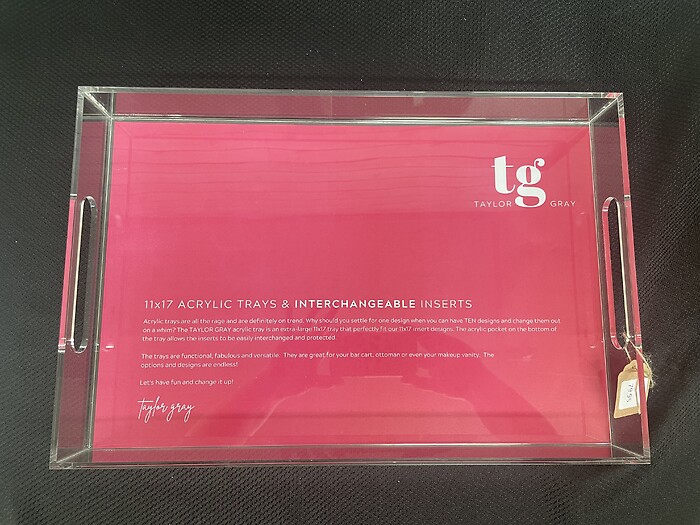 tg
TAYLOR GRAY
11x17 ACRYLIC TRAYS & INTERCHANGEABLE INSERTS
Acrylic trays are all the rage and are definitely on trend. Why should you settle for one design when you can have TEN designs and change them out
on a whim? The TAYLOR GRAY acrylic tray is an extra-large 11x17 tray that perfectly fit our 11x17 insert designs. The acrylic pocket on the bottom of
the tray allows the inserts to be easily interchanged and protected.
The trays are functional, fabulous and versatile. They are great for your bar cart, ottoman or even your makeup vanity. The
options and designs are endless!
Let's have fun and change it up!
taylor gray